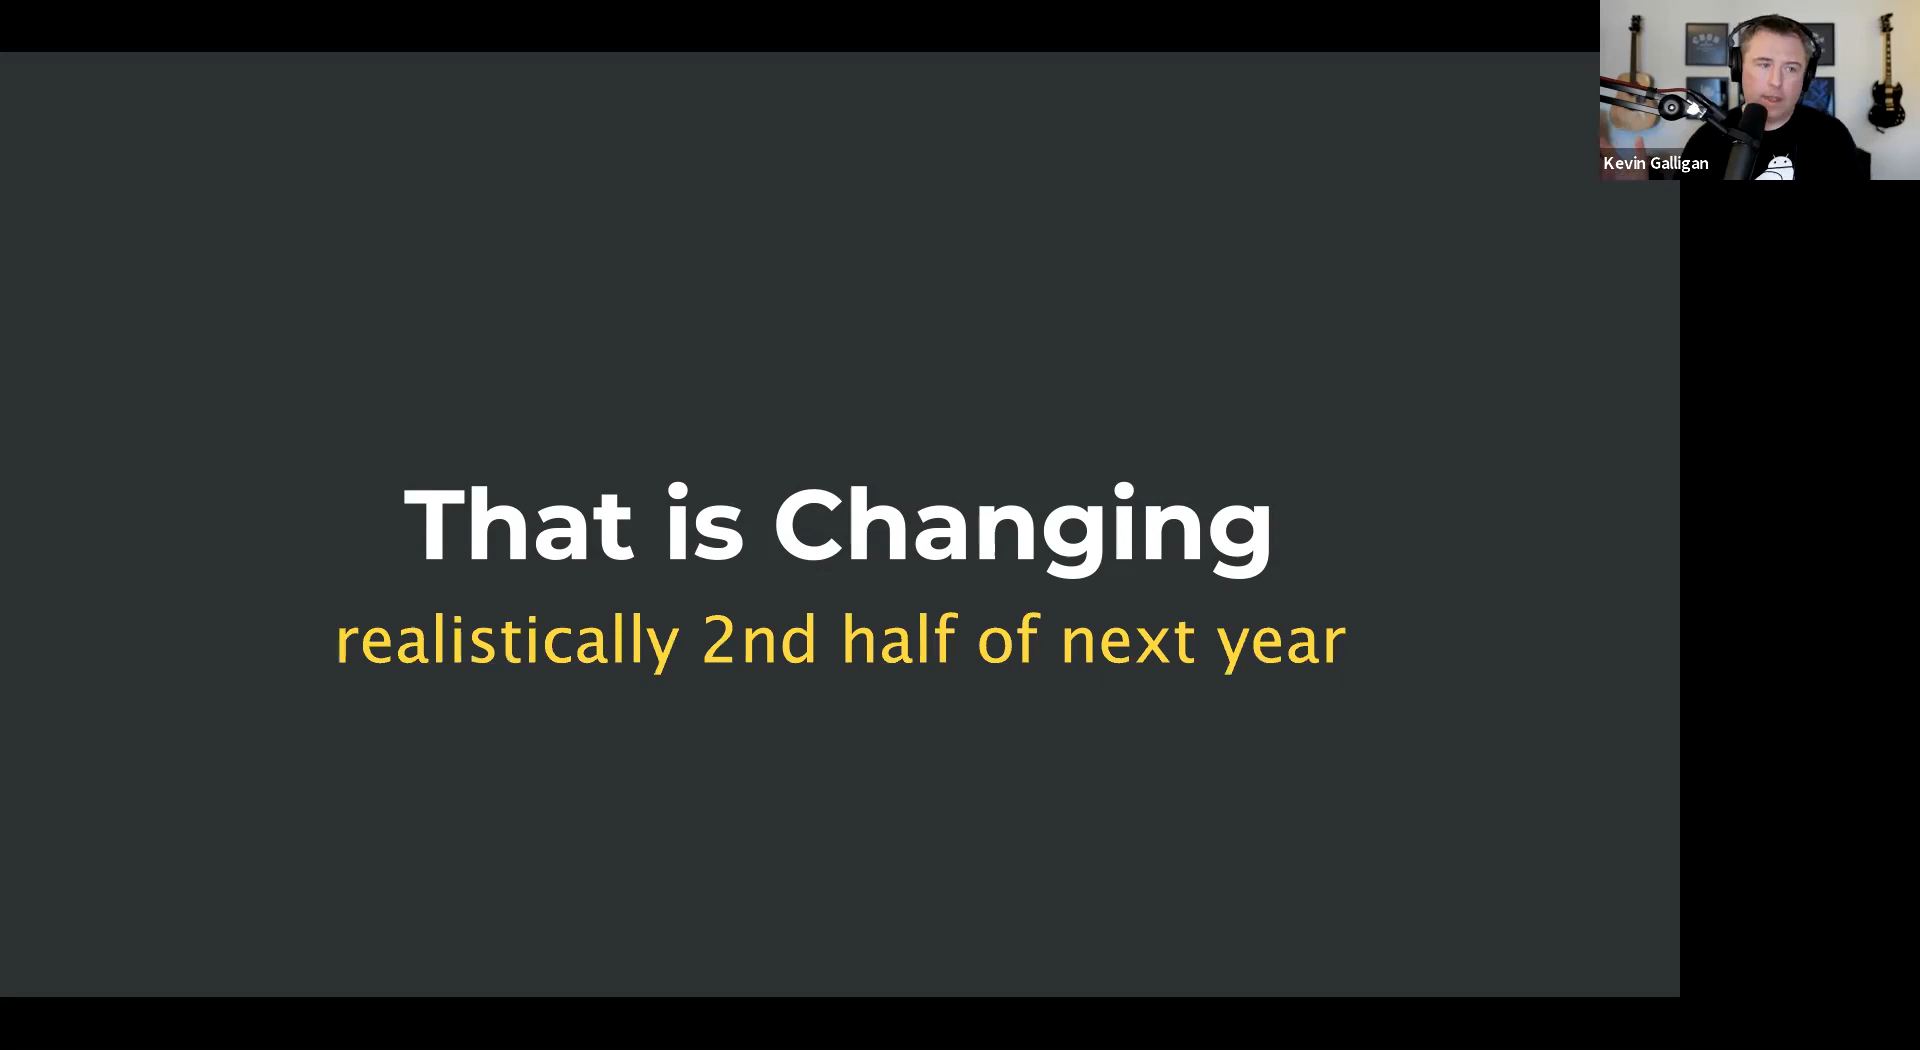 That is Changing
realistically 2nd half of next year
Kevin Galligan